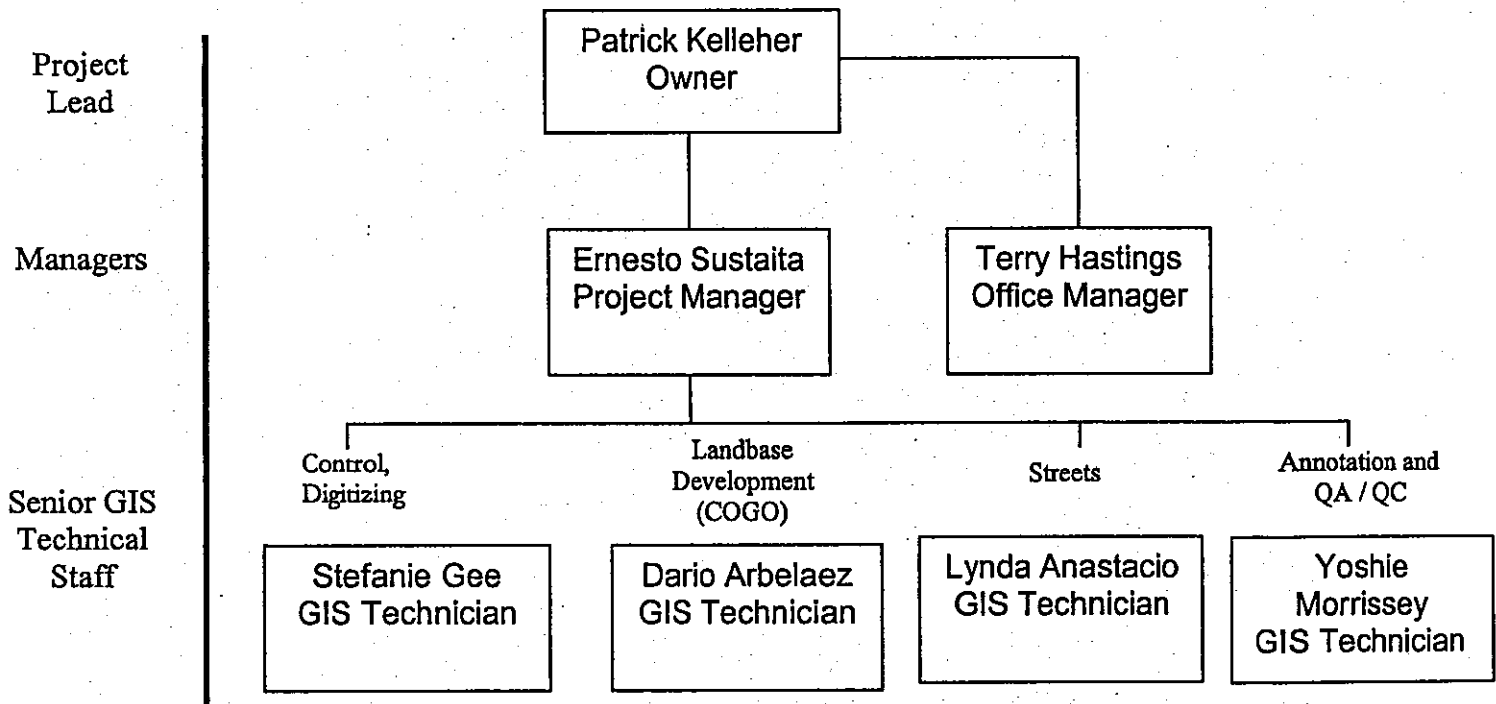 Project
Lead
Patrick Kelleher
Owner
Managers
Ernesto Sustaita
Project Manager
Terry Hastings
Office Manager
Senior GIS
Technical
Staff
Control,
Digitizing
Landbase
Development
(COGO)
Streets
Annotation and
QA / QC
Stefanie Gee
GIS Technician
Dario Arbelaez
GIS Technician
Lynda Anastacio
GIS Technician
Yoshie
Morrissey
GIS Technician